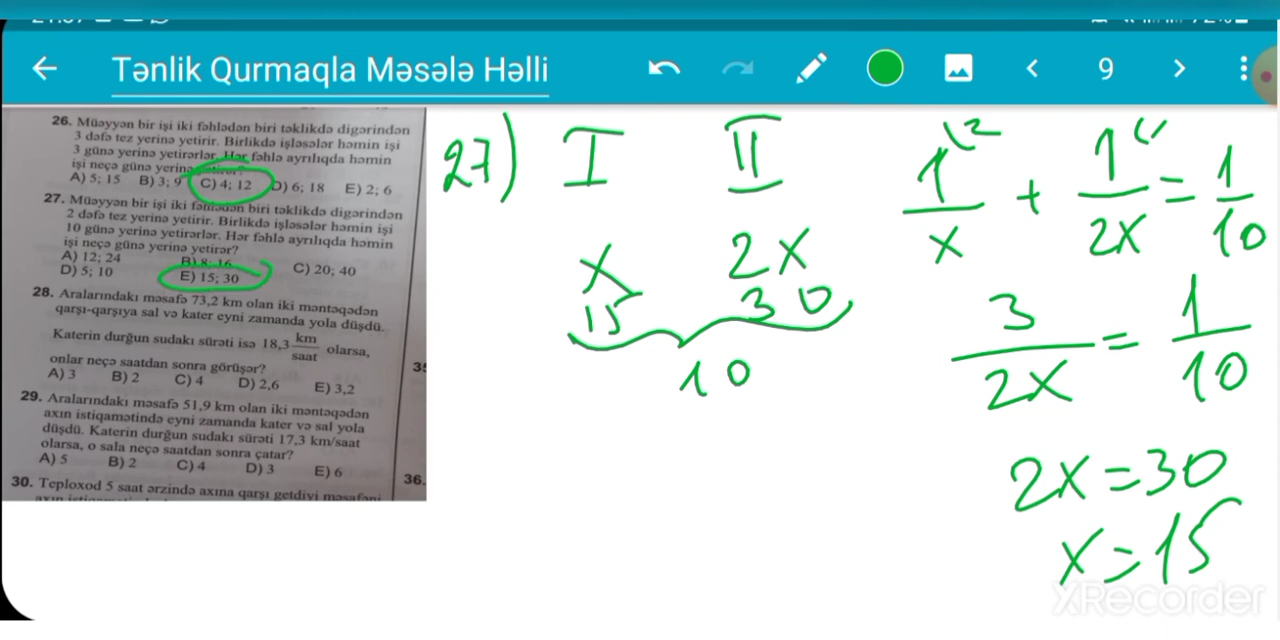 Tənlik Qurmaqla Məsələ Həlli
9
26. Müəyyən bir işi iki fəhlədən biri təklikdə digərindən
3 dəfə tez yerinə yetirir. Birlikdə işləsələr həmin işi
3 günə yerinə yetirərlər. Hər fəhlə ayrılıqda həmin
işi neçə günə yerinə
A) 5; 15 B) 3; 9 C) 4; 12 D) 6; 18 E) 2; 6
27. Müəyyən bir işi iki fəhlədən biri təklikdə digərindən
2 dəfə tez yerinə yetirir. Birlikdə işləsələr həmin işi
10 günə yerinə yetirərlər. Hər fəhlə ayrılıqda həmin
işi neçə günə yerinə yetirər?
A) 12; 24 B) 8; 16 C) 20; 40
D) 5; 10 E) 15; 30
28. Aralarındakı məsafə 73,2 km olan iki məntəqədən
qarşı-qarşıya sal və kater eyni zamanda yola düşdü.
Katerin durğun sudakı sürəti isə 18,3 km/saat olarsa,
onlar neçə saatdan sonra görüşər?
A) 3 B) 2 C) 4 D) 2,6 E) 3,2
29. Aralarındakı məsafə 51,9 km olan iki məntəqədən
axın istiqamətində eyni zamanda kater və sal yola
düşdü. Katerin durğun sudakı sürəti 17,3 km/saat
olarsa, o sala neçə saatdan sonra çatar?
A) 5 B) 2 C) 4 D) 3 E) 6
30. Teploxod 5 saat ərzində axına qarşı getdiyi məsafəni
36.
27) I II
x 2x
15 30
10
1/x + 1/2x = 1/10
3/2x = 1/10
2x=30
x=15
XRecorder